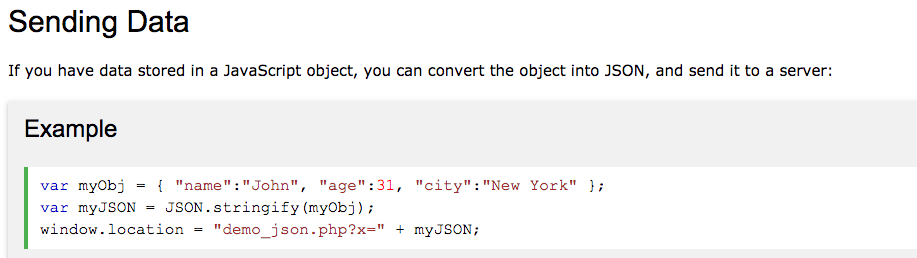 Sending Data
If you have data stored in a JavaScript object, you can convert the object into JSON, and send it to a server:
Example
var myObj = { "name":"John", "age":31, "city":"New York" };
var myJSON = JSON.stringify(myObj);
window.location = "demo_json.php?x=" + myJSON;